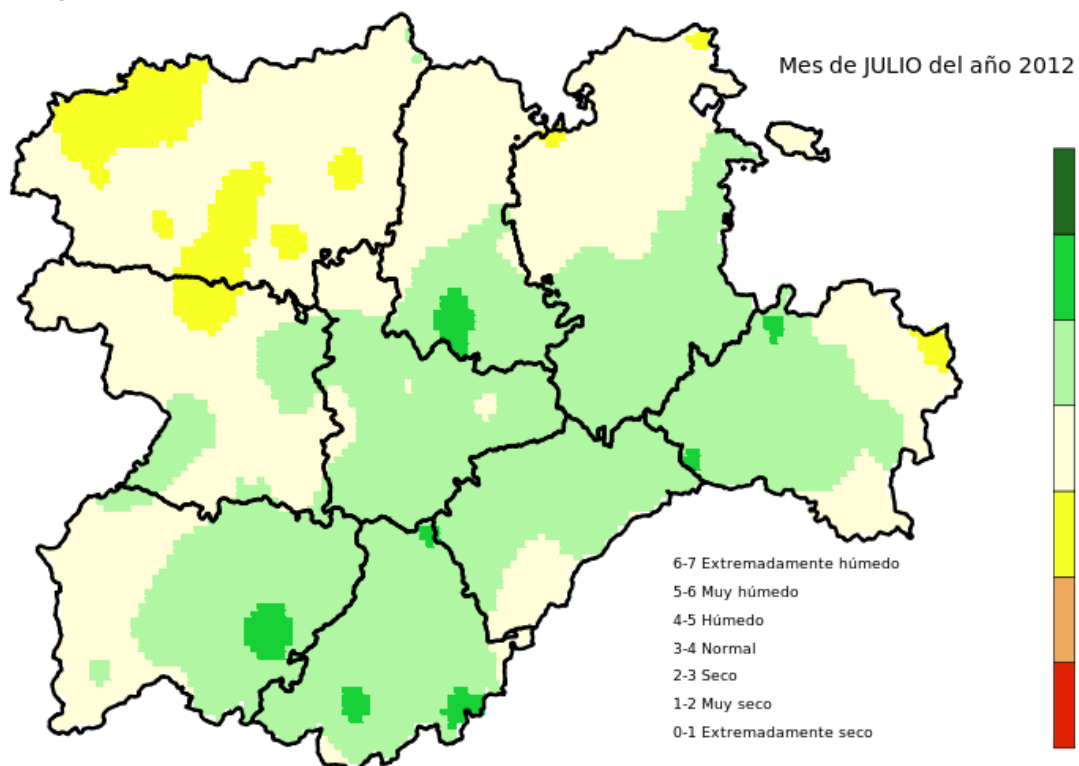 Mes de JULIO del año 2012
6-7 Extremadamente húmedo
5-6 Muy húmedo
4-5 Húmedo
3-4 Normal
2-3 Seco
1-2 Muy seco
0-1 Extremadamente seco